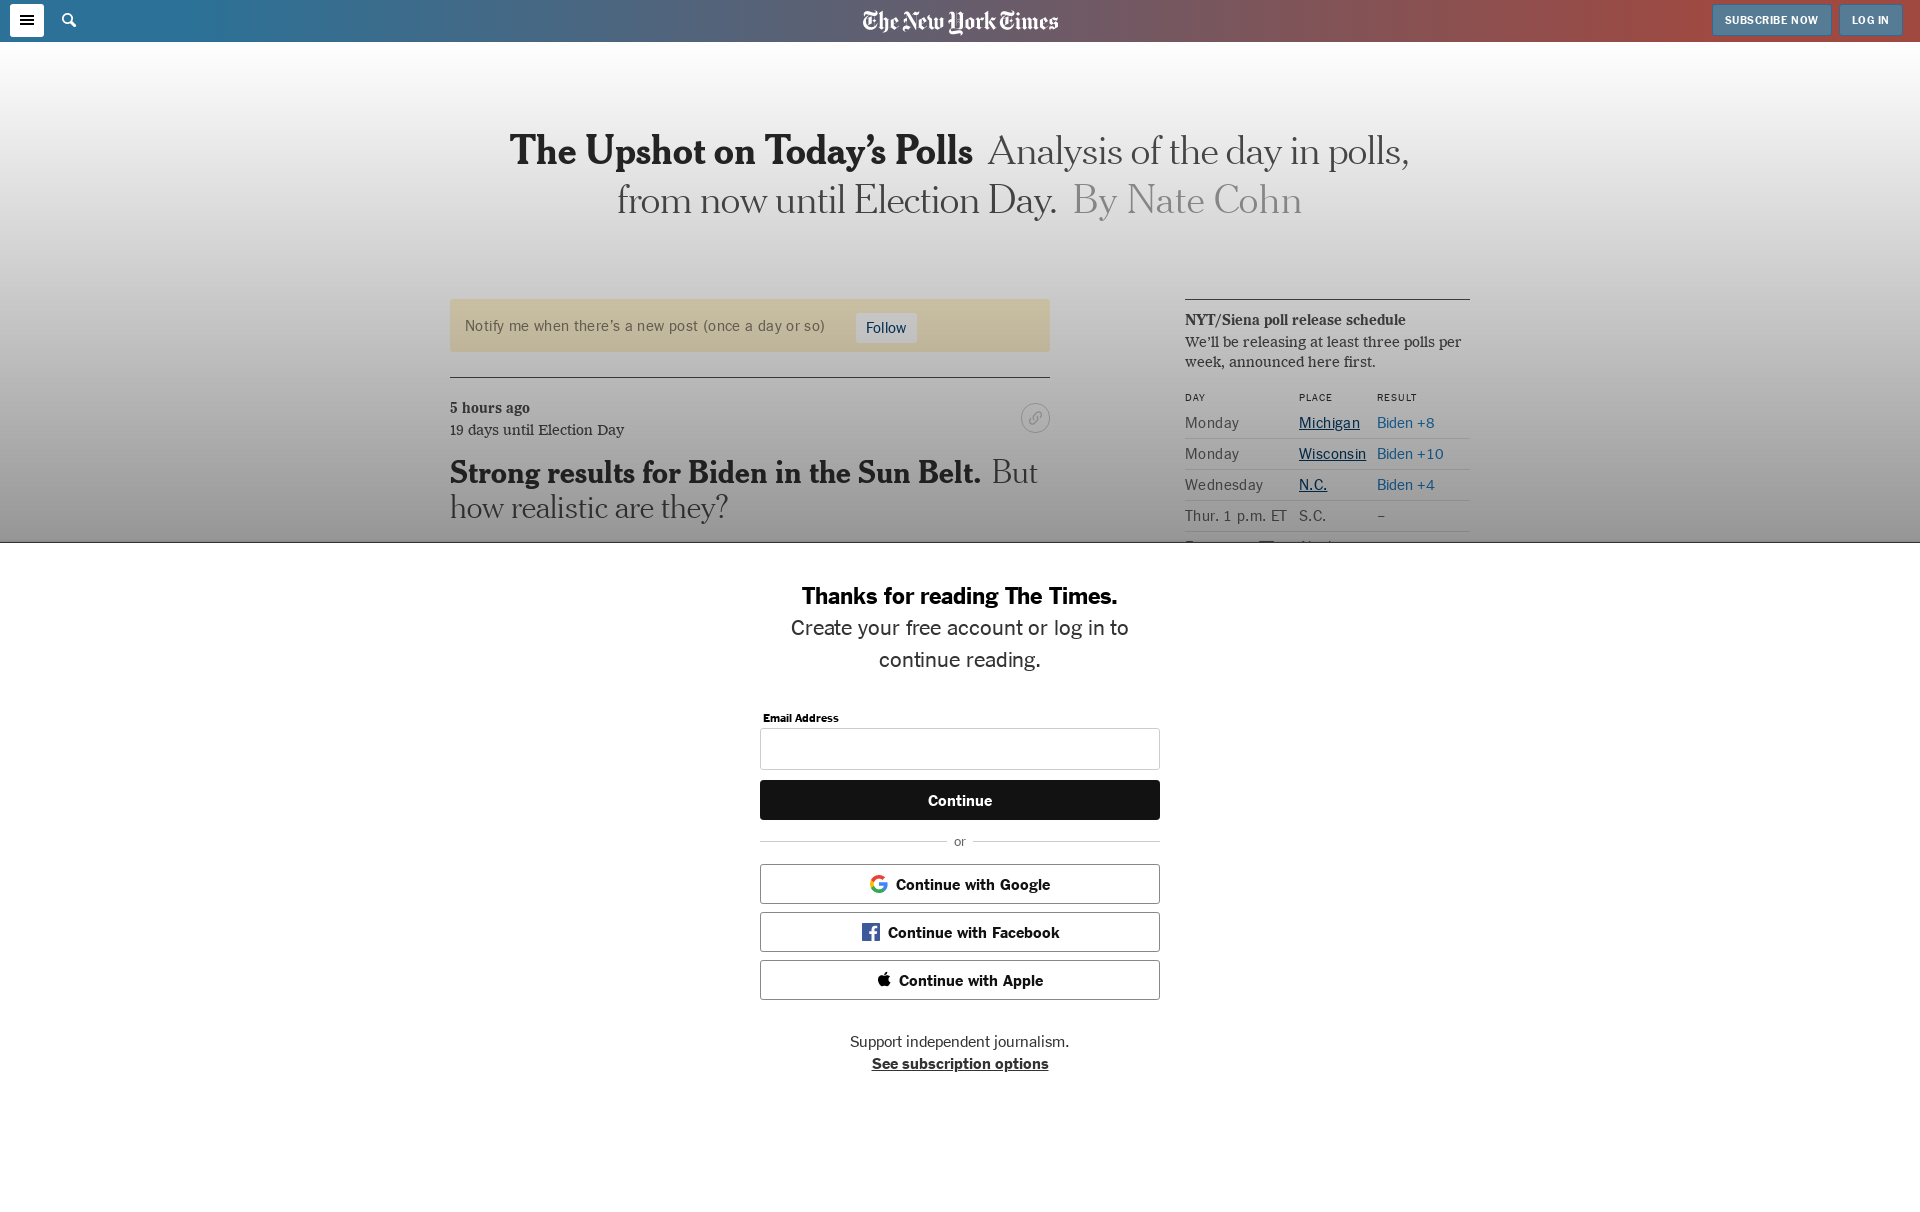 The New York Times
SUBSCRIBE NOW
LOG IN
The Upshot on Today’s Polls Analysis of the day in polls,
from now until Election Day. By Nate Cohn
Notify me when there’s a new post (once a day or so)
Follow
5 hours ago
19 days until Election Day
Strong results for Biden in the Sun Belt. But
how realistic are they?
NYT/Siena poll release schedule
We’ll be releasing at least three polls per
week, announced here first.
DAY PLACE RESULT
Monday Michigan Biden +8
Monday Wisconsin Biden +10
Wednesday N.C. Biden +4
Thur. 1 p.m. ET S.C. –
Thanks for reading The Times.
Create your free account or log in to
continue reading.
Email Address
Continue
or
Continue with Google
Continue with Facebook
Continue with Apple
Support independent journalism.
See subscription options